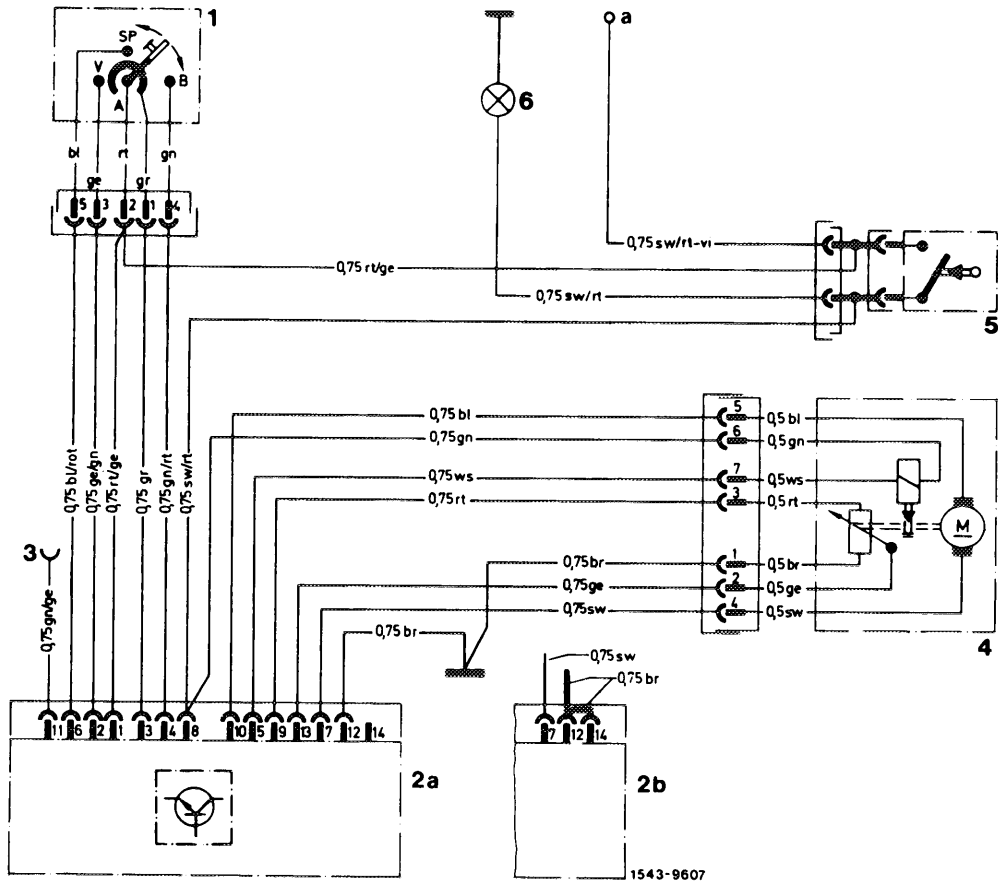 1
SP
V
B
A
bl
rt
gn
ge
gr
5 3 2 1 4
a
6
0,75 sw/rt-vi
0,75 rt/ge
0,75 sw/rt
5
0,75 bl/rot
0,75 ge/gn
0,75 rt/ge
0,75 gr
0,75 gn/rt
0,75 sw/rt
0,75 bl 5 0,5 bl
0,75 gn 6 0,5 gn
0,75 ws 7 0,5 ws
0,75 rt 3 0,5 rt
M
0,75 br 1 0,5 br
0,75 ge 2 0,5 ge
0,75 sw 4 0,5 sw
4
3
0,75 gn/ge
0,75 br
0,75 sw
0,75 br
11 6 2 1 3 4 8 10 5 9 13 7 12 14
7 12 14
2a
2b
1543-9607